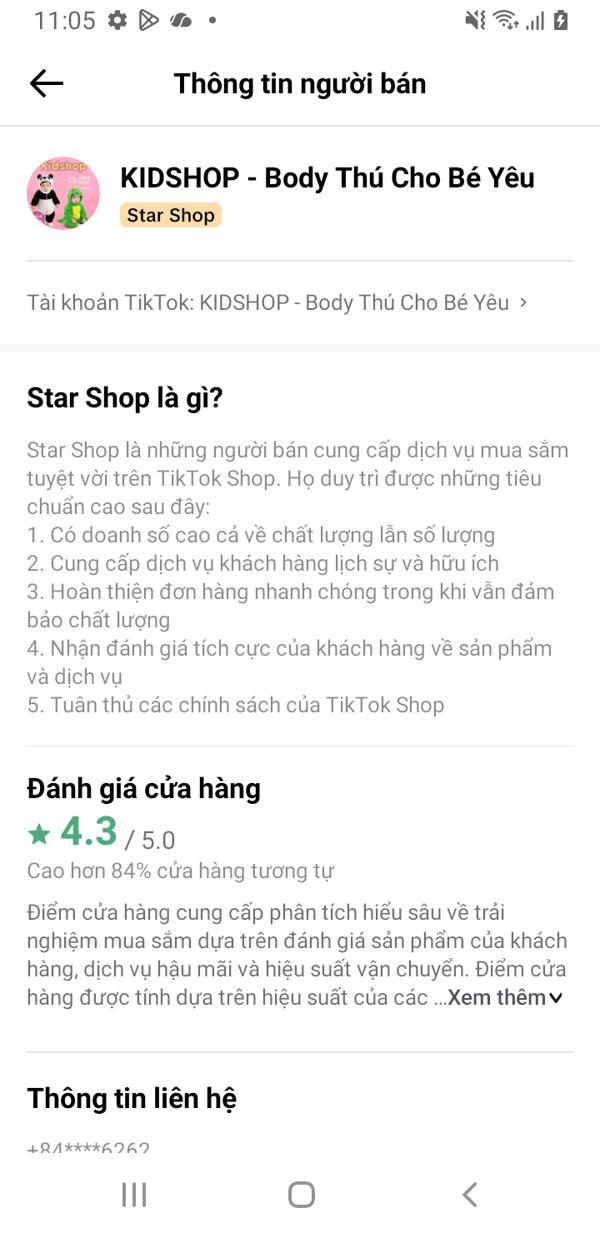 11:05
Thông tin người bán
Kidshop
KIDSHOP - Body Thú Cho Bé Yêu
Star Shop
Tài khoản TikTok: KIDSHOP - Body Thú Cho Bé Yêu
Star Shop là gì?
Star Shop là những người bán cung cấp dịch vụ mua sắm
tuyệt vời trên TikTok Shop. Họ duy trì được những tiêu
chuẩn cao sau đây:
1. Có doanh số cao cả về chất lượng lẫn số lượng
2. Cung cấp dịch vụ khách hàng lịch sự và hữu ích
3. Hoàn thiện đơn hàng nhanh chóng trong khi vẫn đảm
bảo chất lượng
4. Nhận đánh giá tích cực của khách hàng về sản phẩm
và dịch vụ
5. Tuân thủ các chính sách của TikTok Shop
Đánh giá cửa hàng
4.3 / 5.0
Cao hơn 84% cửa hàng tương tự
Điểm cửa hàng cung cấp phân tích hiểu sâu về trải
nghiệm mua sắm dựa trên đánh giá sản phẩm của khách
hàng, dịch vụ hậu mãi và hiệu suất vận chuyển. Điểm cửa
hàng được tính dựa trên hiệu suất của các ...Xem thêm
Thông tin liên hệ
+84****6262